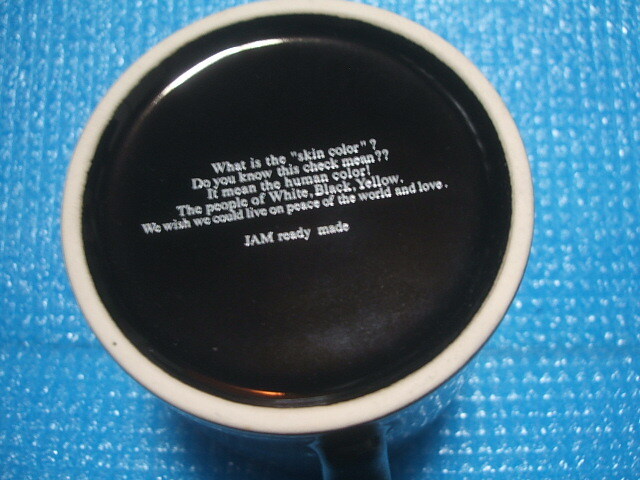 What is the "skin color"?
Do you know this check mean??
It mean the human color!
The people of White, Black, Yellow.
We wish we could live on peace of the world and love.
JAM ready made